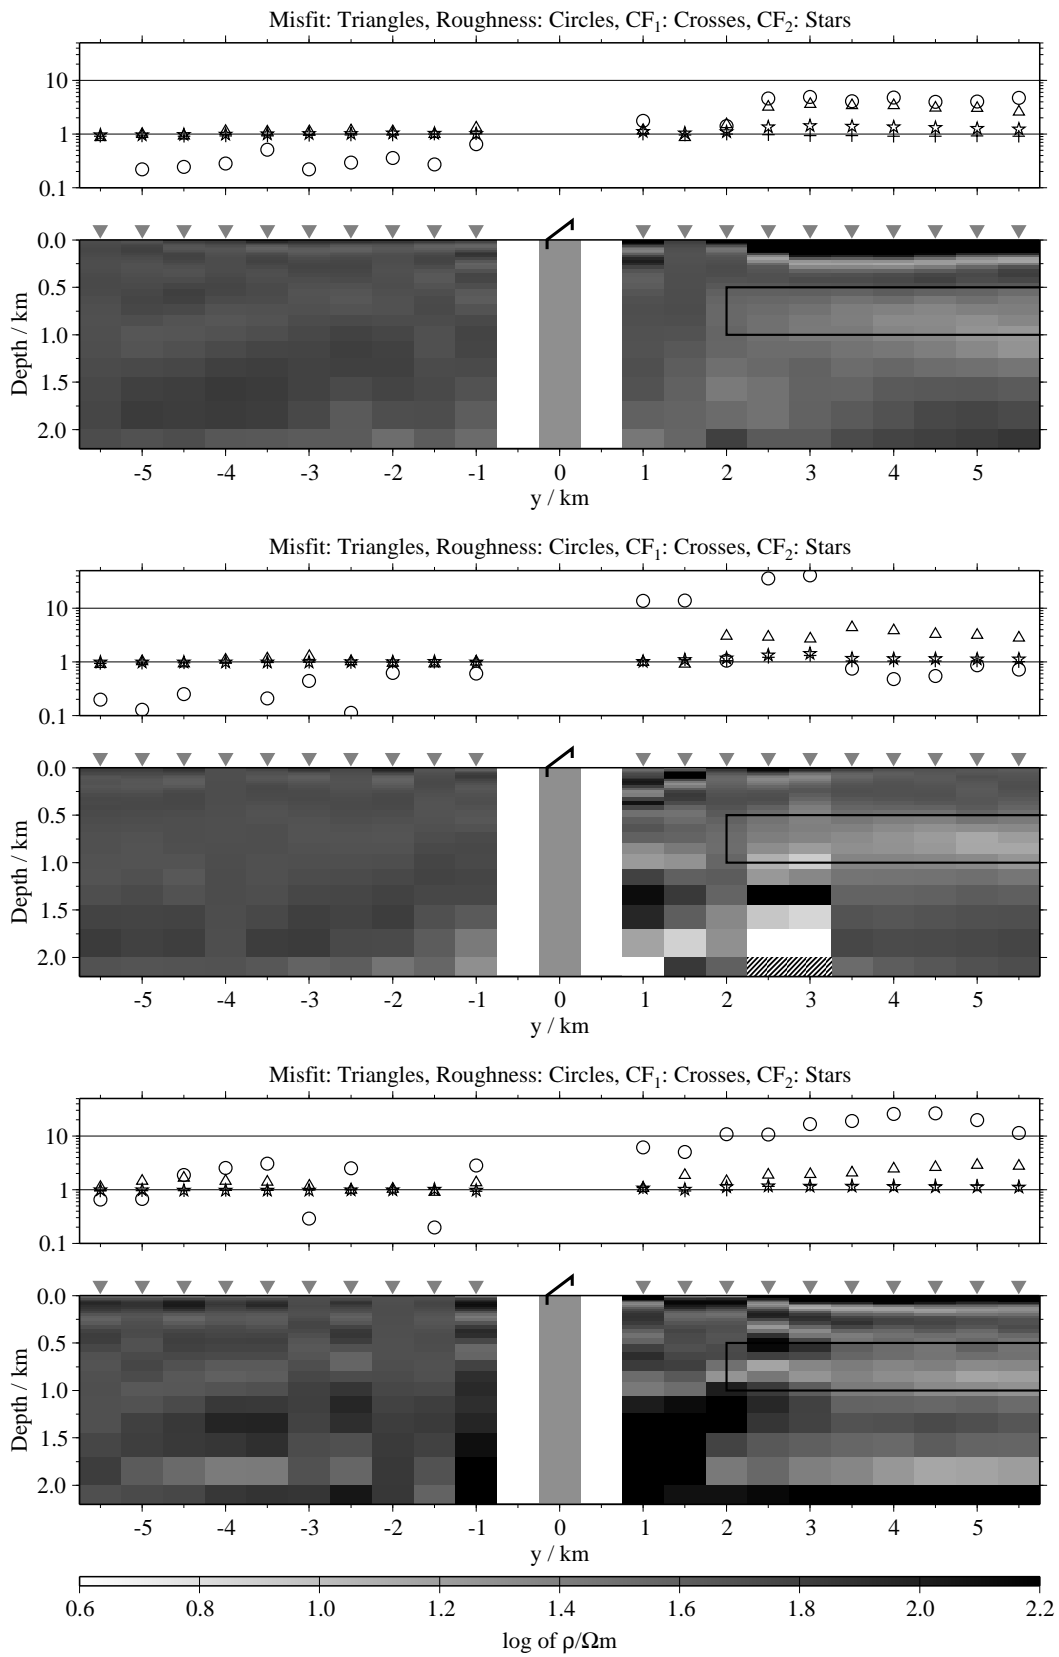 Misfit: Triangles, Roughness: Circles, CF1: Crosses, CF2: Stars
10
1
0.1
0.0
0.5
1.0
1.5
2.0
Depth / km
-5 -4 -3 -2 -1 0 1 2 3 4 5
y / km
Misfit: Triangles, Roughness: Circles, CF1: Crosses, CF2: Stars
10
1
0.1
0.0
0.5
1.0
1.5
2.0
Depth / km
-5 -4 -3 -2 -1 0 1 2 3 4 5
y / km
Misfit: Triangles, Roughness: Circles, CF1: Crosses, CF2: Stars
10
1
0.1
0.0
0.5
1.0
1.5
2.0
Depth / km
-5 -4 -3 -2 -1 0 1 2 3 4 5
y / km
0.6 1.0 1.2 1.4 1.6 1.8 2.0 2.2
log of ρ/Ωm